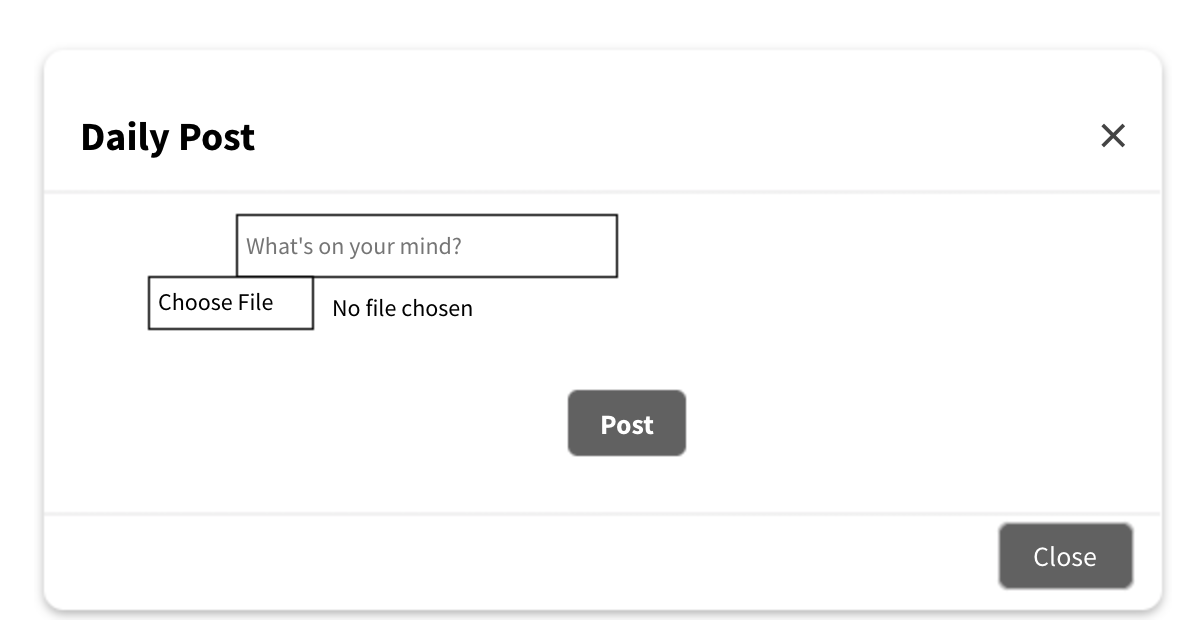 Daily Post
What's on your mind?
Choose File No file chosen
Post
Close